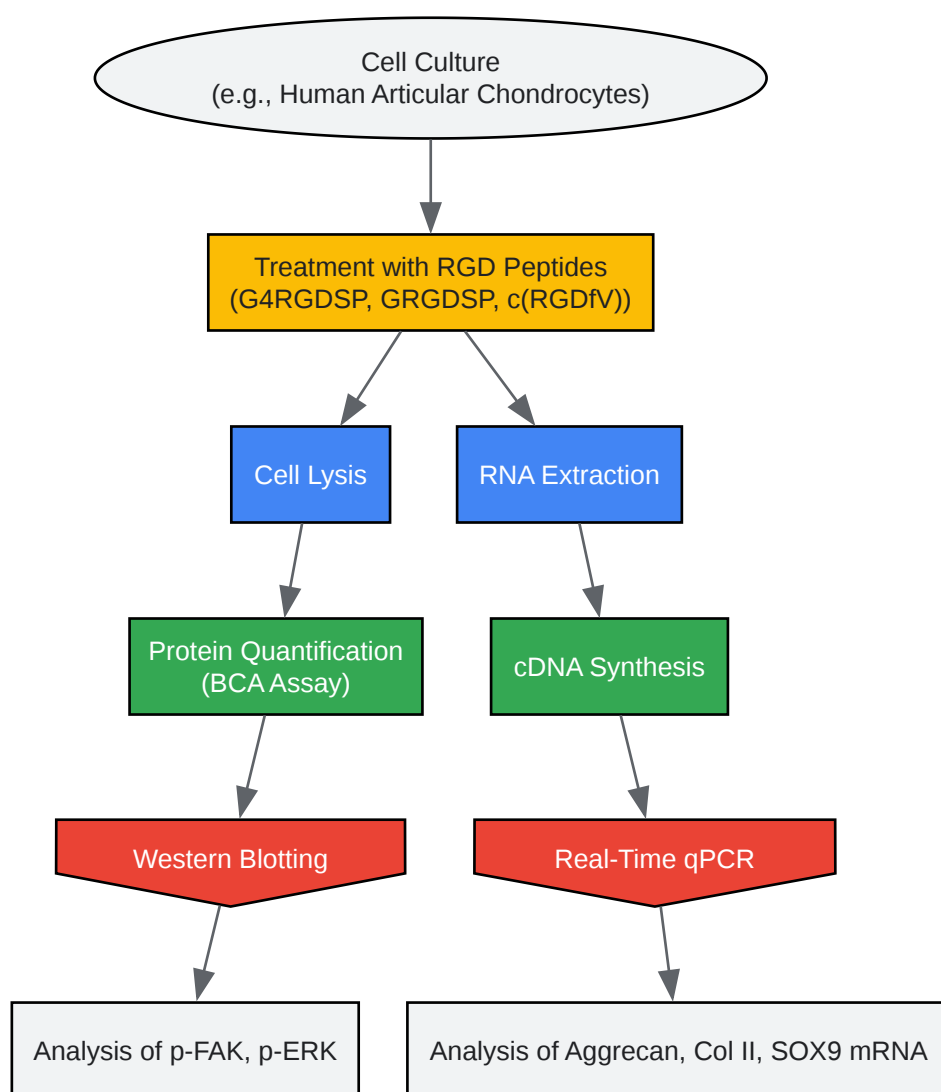 Cell Culture
(e.g., Human Articular Chondrocytes)
Treatment with RGD Peptides
(G4RGDSP, GRGDSP, c(RGDfV))
Cell Lysis
RNA Extraction
Protein Quantification
(BCA Assay)
cDNA Synthesis
Western Blotting
Real-Time qPCR
Analysis of p-FAK, p-ERK
Analysis of Aggrecan, Col II, SOX9 mRNA